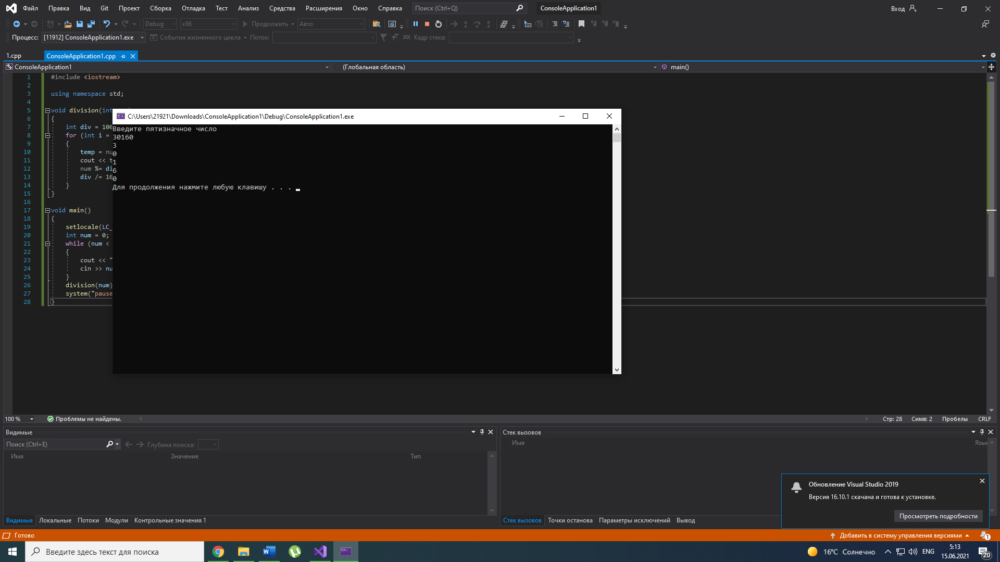 Файл Правка Вид Git Проект Сборка Отладка Тест Анализ Средства Расширения Окно Справка Поиск (Ctrl+Q) ConsoleApplication1 Вход
Debug x86 Продолжить Авто
Процесс: [11912] ConsoleApplication1.exe События жизненного цикла Поток: Кадр стека:
1.cpp ConsoleApplication1.cpp
ConsoleApplication1 (Глобальная область) main()
1 #include <iostream>
2
3 using namespace std;
4
5 void division(int
6 {
7 int div = 100
8 for (int i =
9 {
10 temp = nu
11 cout << t
12 num %= di
13 div /= 10
14 }
15 }
16
17 void main()
18 {
19 setlocale(LC_
20 int num = 0;
21 while (num <
22 {
23 cout << "
24 cin >> nu
25 }
26 division(num)
27 system("pause
28 }
C:\Users\21921\Downloads\ConsoleApplication1\Debug\ConsoleApplication1.exe
Введите пятизначное число
30160
3
0
1
6
0
Для продолжения нажмите любую клавишу . . .
100 % Проблемы не найдены. Стр: 28 Симв: 2 Пробелы CRLF
Видимые
Поиск (Ctrl+E) Глубина поиска:
Имя Значение Тип
Видимые Локальные Потоки Модули Контрольные значения 1
Стек вызовов
Имя Язык
Стек вызовов Точки останова Параметры исключений Вывод
Обновление Visual Studio 2019
Версия 16.10.1 скачана и готова к установке.
Просмотреть подробности
Готово Добавить в систему управления версиями 1
Введите здесь текст для поиска 16°C Солнечно ENG 5:13
15.06.2021 20